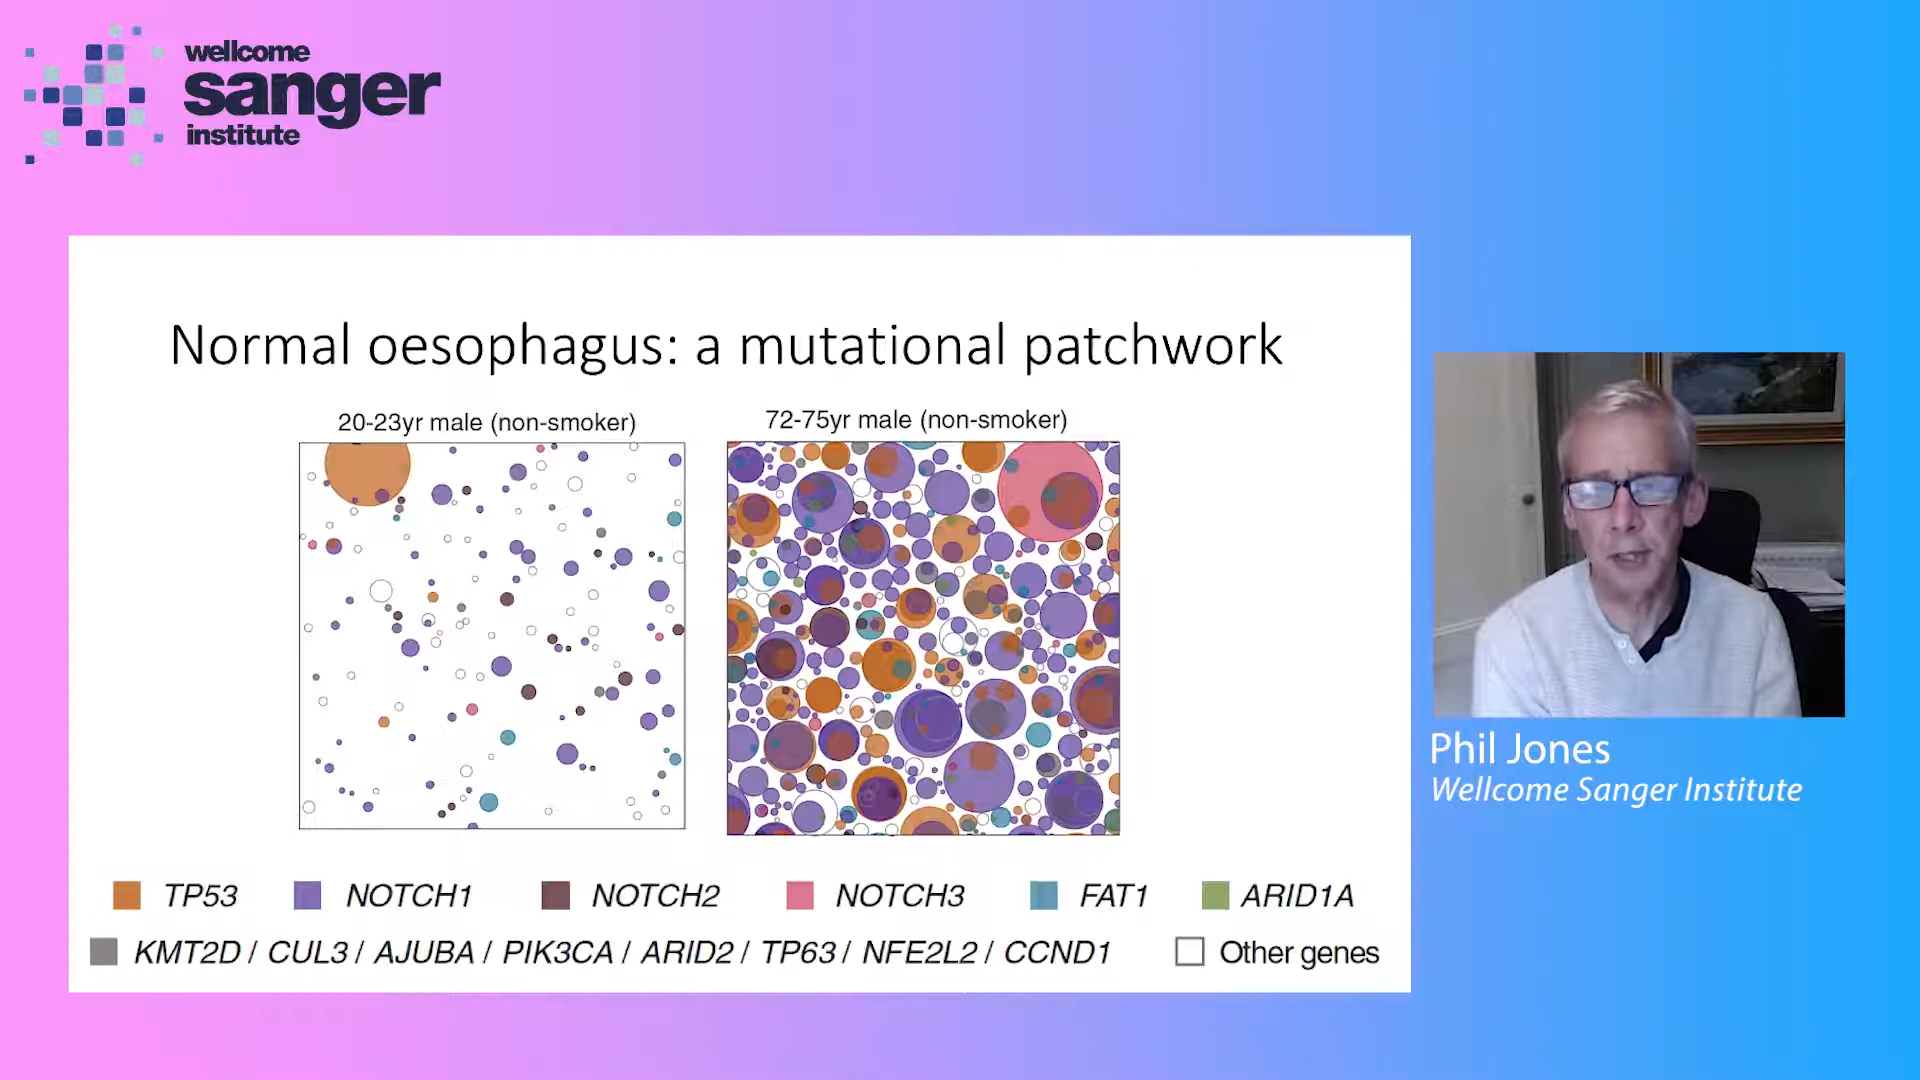 wellcome
sanger
institute
Normal oesophagus: a mutational patchwork
20-23yr male (non-smoker)
72-75yr male (non-smoker)
TP53 NOTCH1 NOTCH2 NOTCH3 FAT1 ARID1A
KMT2D / CUL3 / AJUBA / PIK3CA / ARID2 / TP63 / NFE2L2 / CCND1 Other genes
Phil Jones
Wellcome Sanger Institute